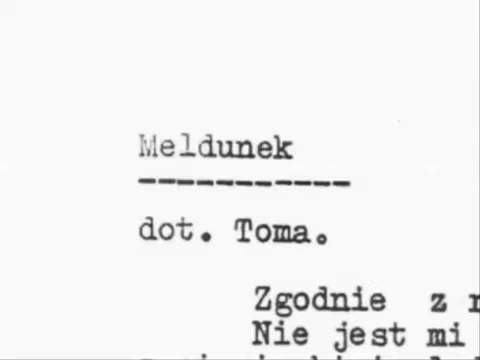 Meldunek
-----------
dot. Toma.
Zgodnie z
Nie jest mi